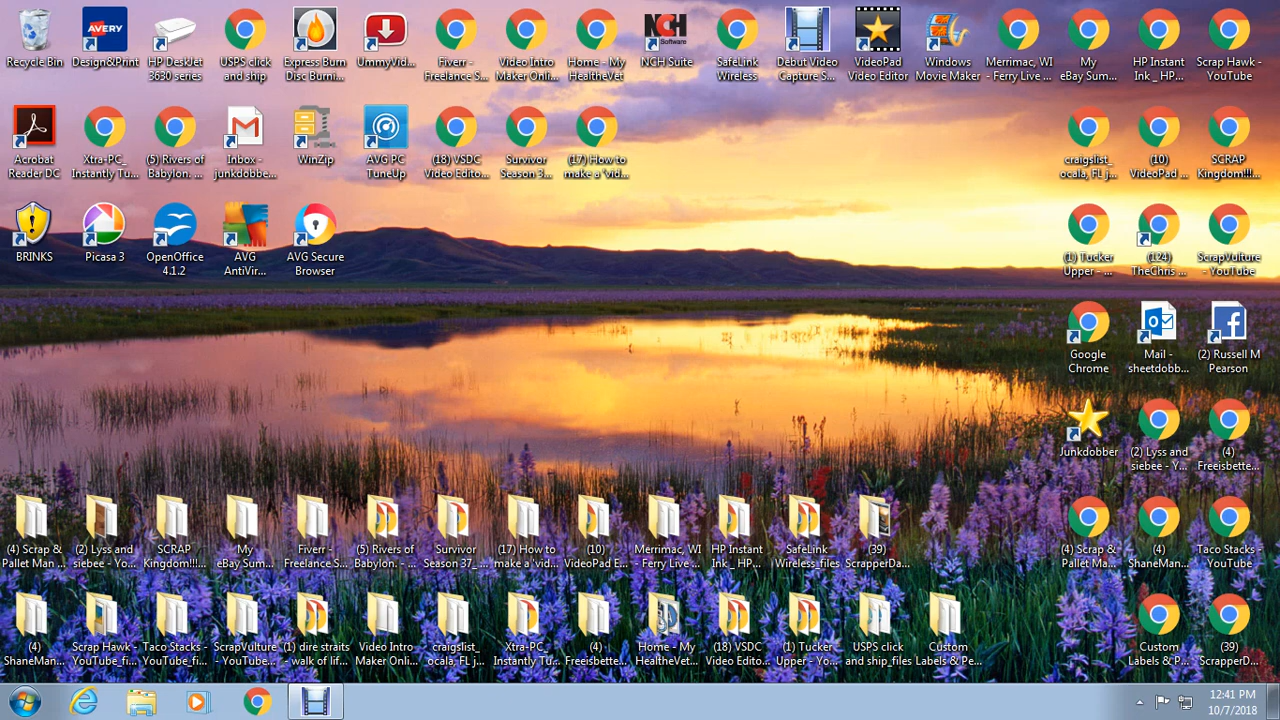 Recycle Bin
AVERY
Design&Print
HP DeskJet
3630 series
USPS click
and ship
Express Burn
Disc Burni...
UmmyVid...
Fiverr -
Freelance S...
Video Intro
Maker Onli...
Home - My
HealtheVet
NCH
Software
NCH Suite
SafeLink
Wireless
Debut Video
Capture S...
VideoPad
Video Editor
Windows
Movie Maker
Merrimac, WI
- Ferry Live ...
My
eBay Sum...
HP Instant
Ink _ HP...
Scrap Hawk -
YouTube
Acrobat
Reader DC
Xtra-PC_
Instantly Tu...
(5) Rivers of
Babylon. ...
Inbox -
junkdobbe...
WinZip
AVG PC
TuneUp
(18) VSDC
Video Edito...
Survivor
Season 3...
(17) How to
make a 'vid...
craigslist_
ocala, FL j...
(10)
VideoPad ...
SCRAP
Kingdom!!!...
BRINKS
Picasa 3
OpenOffice
4.1.2
AVG
AntiVir...
AVG Secure
Browser
(1) Tucker
Upper - ...
(124)
TheChris ...
ScrapVulture
- YouTube
Google
Chrome
Mail -
sheetdobb...
(2) Russell M
Pearson
Junkdobber
(2) Lyss and
siebee - Y...
(4)
Freeisbette...
(4) Scrap &
Pallet Man ...
(2) Lyss and
siebee - Yo...
SCRAP
Kingdom!!!...
My
eBay Sum...
Fiverr -
Freelance S...
(5) Rivers of
Babylon. - ...
Survivor
Season 37_ ...
(17) How to
make a 'vid...
(10)
VideoPad E...
Merrimac, WI
- Ferry Live ...
HP Instant
Ink _ HP...
SafeLink
Wireless_files
(39)
ScrapperDa...
(4) Scrap &
Pallet Ma...
(4)
ShaneMan...
Taco Stacks -
YouTube
(4)
ShaneMan...
Scrap Hawk -
YouTube_fi...
Taco Stacks -
YouTube_fi...
ScrapVulture
- YouTube...
(1) dire straits
- walk of lif...
Video Intro
Maker Onli...
craigslist_
ocala, FL j...
Xtra-PC_
Instantly Tu...
(4)
Freeisbette...
Home - My
HealtheVet...
(18) VSDC
Video Edito...
(1) Tucker
Upper - Yo...
USPS click
and ship_files
Custom
Labels & Pe...
Custom
Labels & P...
(39)
ScrapperD...
12:41 PM
10/7/2018